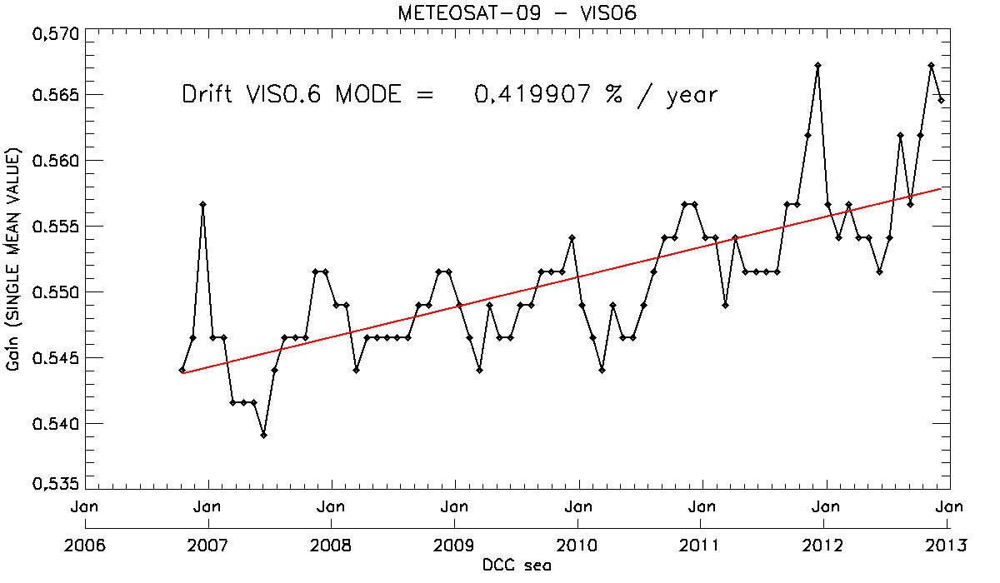 METEOSAT-09 - VIS06
Drift VIS0.6 MODE = 0.419907 % / year
Gain (SINGLE MEAN VALUE)
0.570
0.565
0.560
0.555
0.550
0.545
0.540
0.535
Jan Jan Jan Jan Jan Jan Jan Jan
2006 2007 2008 2009 2010 2011 2012 2013
DCC sea